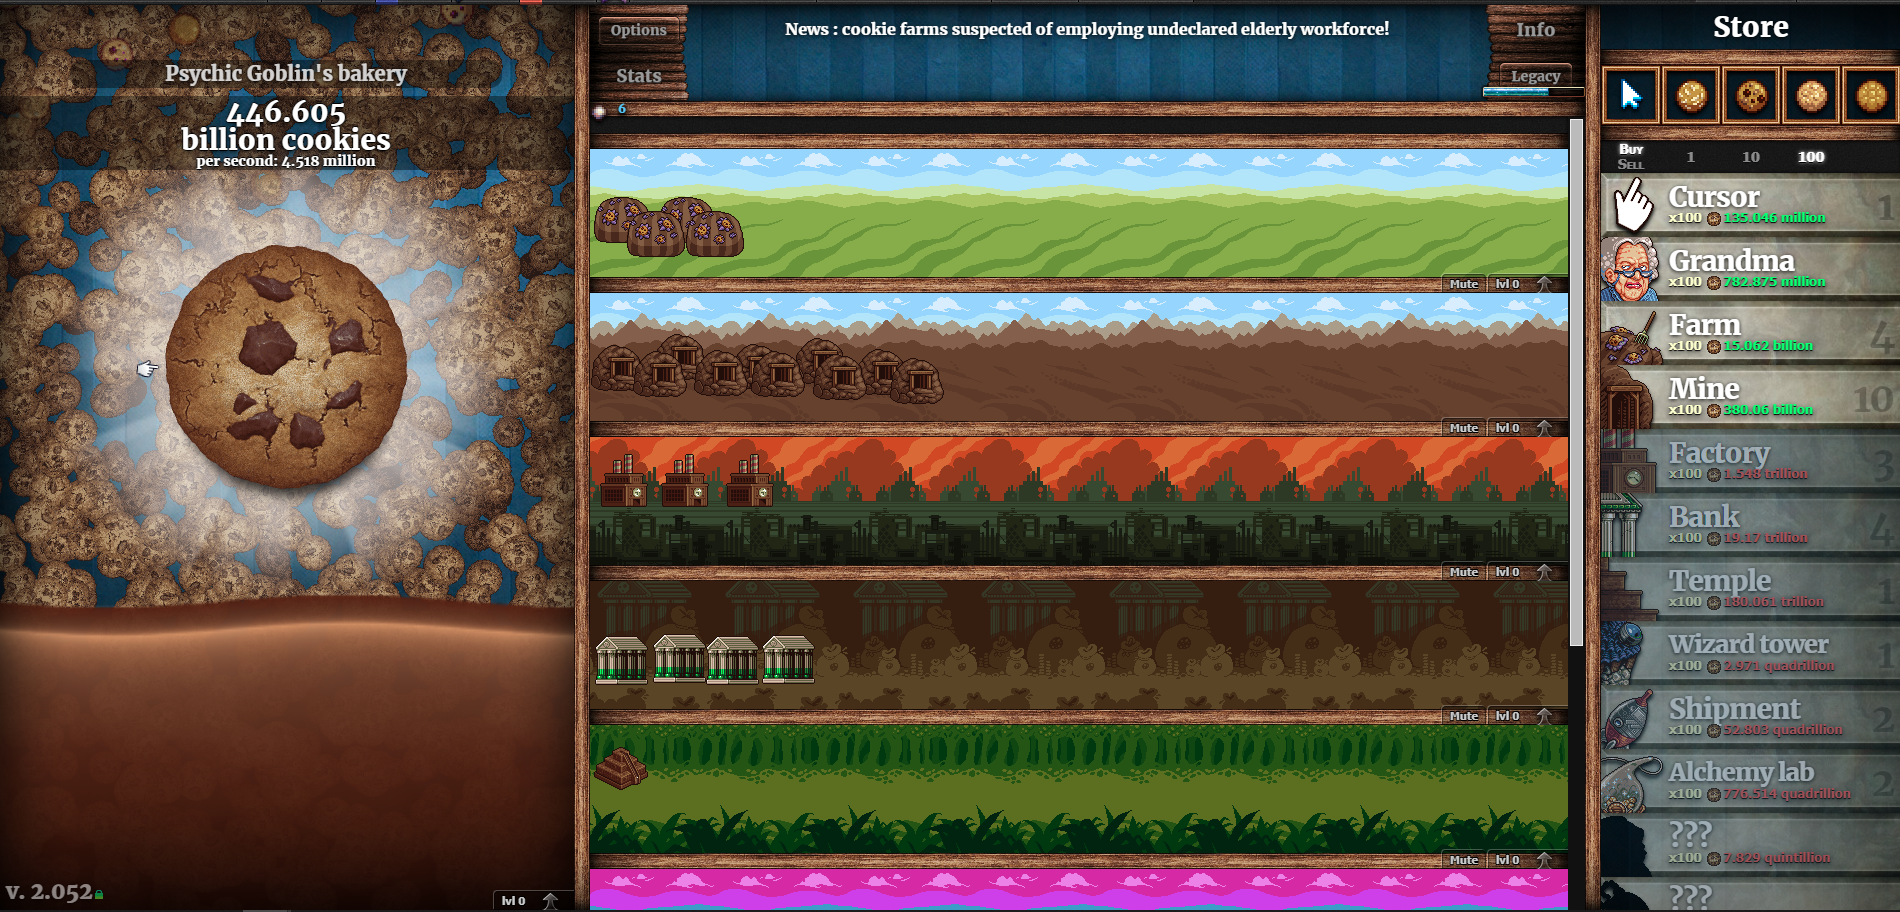 Psychic Goblin's bakery
446.605
billion cookies
per second: 4.518 million
v. 2.052
lvl 0
Options
Stats
News : cookie farms suspected of employing undeclared elderly workforce!
Info
Legacy
6
Mute lvl 0
Mute lvl 0
Mute lvl 0
Mute lvl 0
Mute lvl 0
Store
Buy
Sell
1 10 100
Cursor 1
x100 135.046 million
Grandma
x100 782.875 million
Farm 4
x100 15.062 billion
Mine 10
x100 380.06 billion
Factory 3
x100 1.548 trillion
Bank 4
x100 19.17 trillion
Temple 1
x100 180.061 trillion
Wizard tower 1
x100 2.971 quadrillion
Shipment 2
x100 52.803 quadrillion
Alchemy lab 2
x100 776.514 quadrillion
???
x100 7.829 quintillion
???